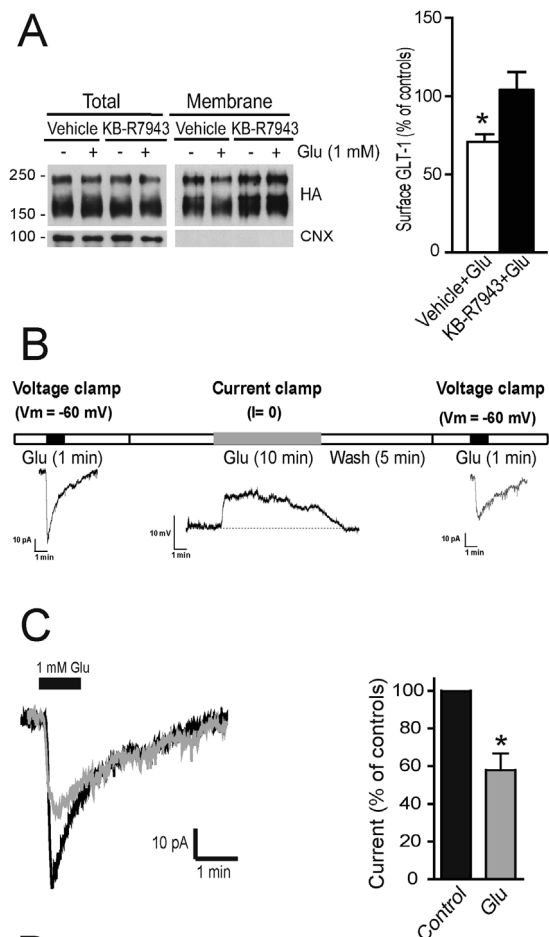 A
Total Membrane
Vehicle KB-R7943 Vehicle KB-R7943
- + - + - + - + Glu (1 mM)
250 -
HA
150 -
100 - CNX
Surface GLT-1 (% of controls)
150
100
50
0
*
Vehicle+Glu
KB-R7943+Glu
B
Voltage clamp Current clamp Voltage clamp
(Vm = -60 mV) (I= 0) (Vm = -60 mV)
Glu (1 min) Glu (10 min) Wash (5 min) Glu (1 min)
10 pA
1 min
10 mV
1 min
10 pA
1 min
C
1 mM Glu
10 pA
1 min
Current (% of controls)
100
80
60
40
20
0
*
Control
Glu